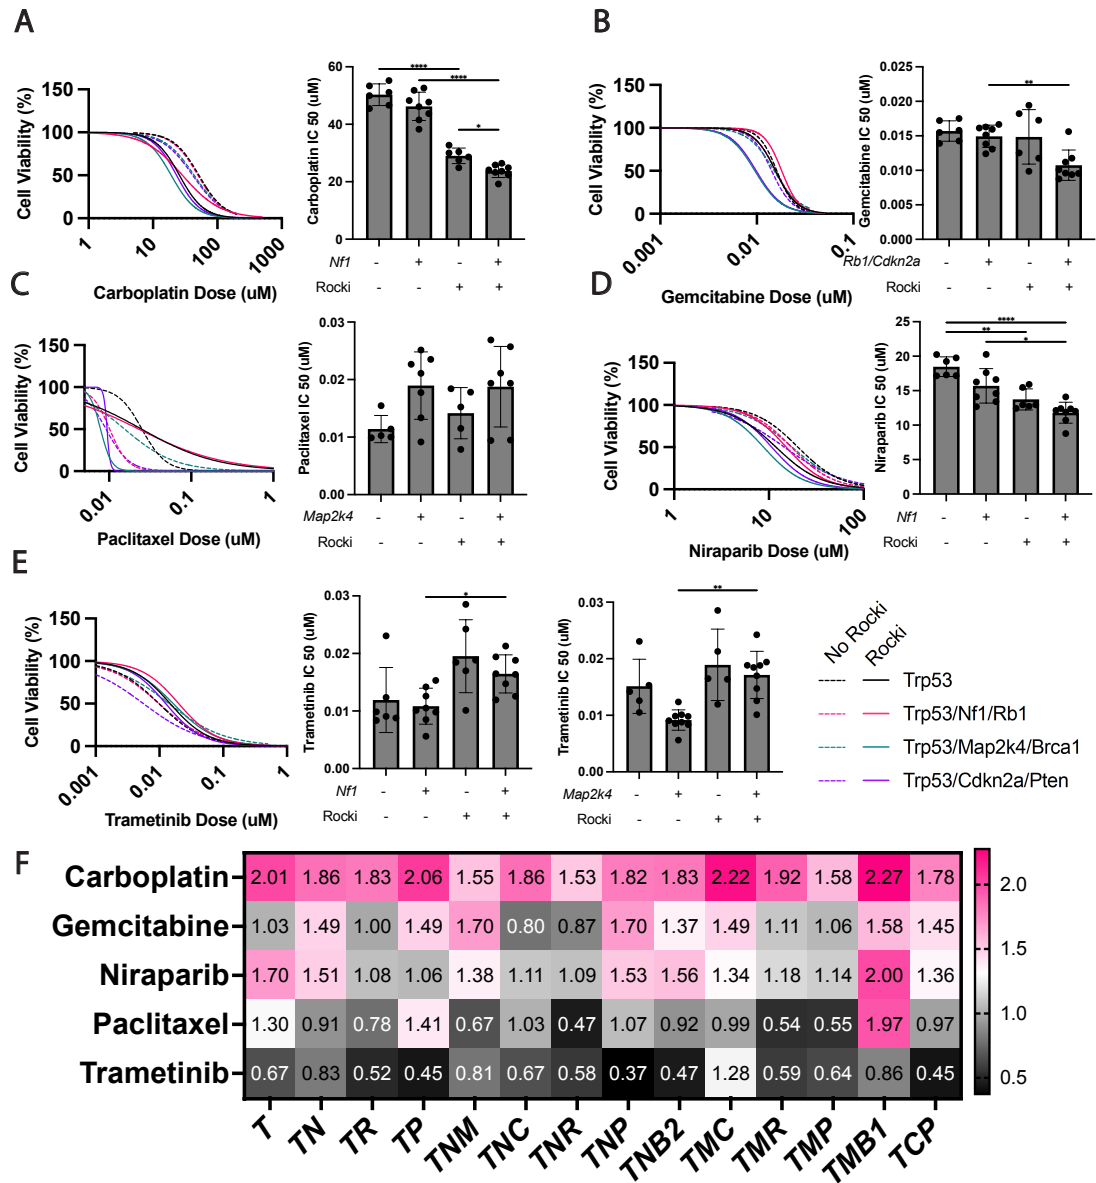 A
Cell Viability (%)
150
100
50
0
1
10
100
1000
Carboplatin Dose (uM)
Carboplatin IC 50 (uM)
60
40
20
0
****
****
*
Nf1 - + - +
Rocki - - + +
B
Cell Viability (%)
150
100
50
0
0.001
0.01
0.1
Gemcitabine Dose (uM)
Gemcitabine IC 50 (uM)
0.025
0.020
0.015
0.010
0.005
0.000
**
Rb1/Cdkn2a - + - +
Rocki - - + +
C
Cell Viability (%)
150
100
50
0
0.01
0.1
1
Paclitaxel Dose (uM)
Paclitaxel IC 50 (uM)
0.03
0.02
0.01
0.00
Map2k4 - + - +
Rocki - - + +
D
Cell Viability (%)
150
100
50
0
1
10
100
Niraparib Dose (uM)
Niraparib IC 50 (uM)
25
20
15
10
5
0
****
**
*
Nf1 - + - +
Rocki - - + +
E
Cell Viability (%)
150
100
50
0
0.001
0.01
0.1
1
Trametinib Dose (uM)
Trametinib IC 50 (uM)
0.03
0.02
0.01
0.00
*
Nf1 - + - +
Rocki - - + +
Trametinib IC 50 (uM)
0.03
0.02
0.01
0.00
**
Map2k4 - + - +
Rocki - - + +
No Rocki
Rocki
Trp53
Trp53/Nf1/Rb1
Trp53/Map2k4/Brca1
Trp53/Cdkn2a/Pten
F
Carboplatin 2.01 1.86 1.83 2.06 1.55 1.86 1.53 1.82 1.83 2.22 1.92 1.58 2.27 1.78
Gemcitabine 1.03 1.49 1.00 1.49 1.70 0.80 0.87 1.70 1.37 1.49 1.11 1.06 1.58 1.45
Niraparib 1.70 1.51 1.08 1.06 1.38 1.11 1.09 1.53 1.56 1.34 1.18 1.14 2.00 1.36
Paclitaxel 1.30 0.91 0.78 1.41 0.67 1.03 0.47 1.07 0.92 0.99 0.54 0.55 1.97 0.97
Trametinib 0.67 0.83 0.52 0.45 0.81 0.67 0.58 0.37 0.47 1.28 0.59 0.64 0.86 0.45
T TN TR TP TNM TNC TNR TNP TNB2 TMC TMR TMP TMB1 TCP
2.0
1.5
1.0
0.5